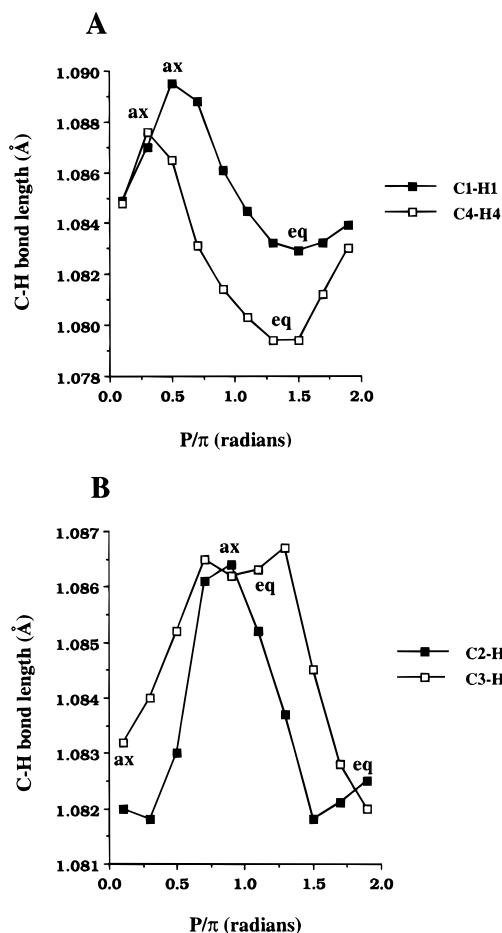 A
1.090
1.088
1.086
1.084
1.082
1.080
1.078
C-H bond length (Å)
ax
ax
eq
eq
C1-H1
C4-H4
0.0
0.5
1.0
1.5
2.0
P/π (radians)
B
1.087
1.086
1.085
1.084
1.083
1.082
1.081
C-H bond length (Å)
ax
eq
ax
eq
C2-H
C3-H
0.0
0.5
1.0
1.5
2.0
P/π (radians)